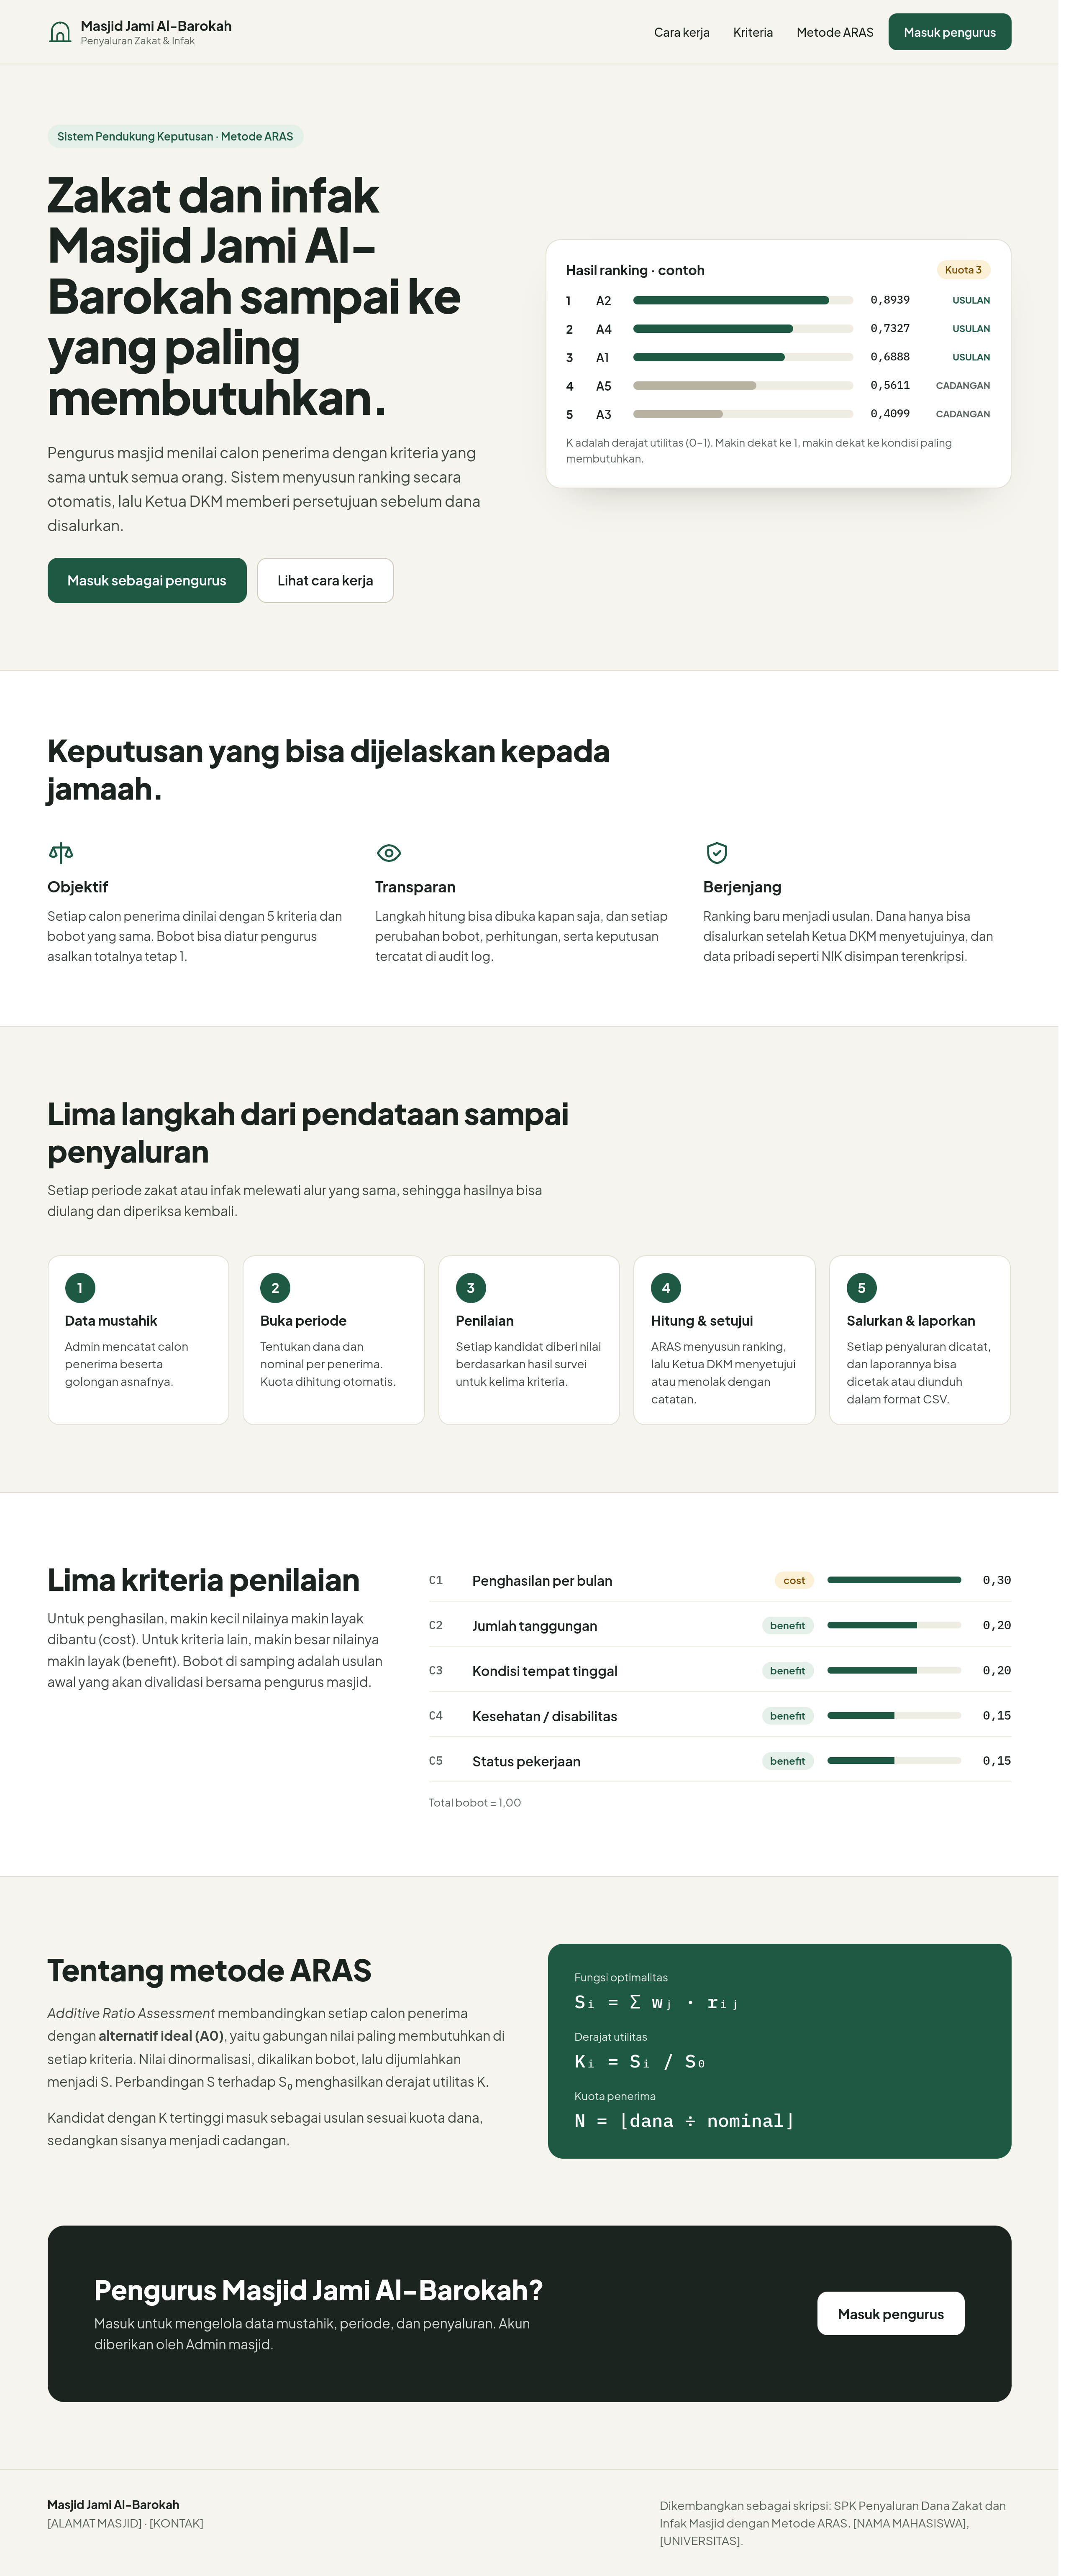 Masjid Jami Al-Barokah
Penyaluran Zakat & Infak
Cara kerja
Kriteria
Metode ARAS
Masuk pengurus
Sistem Pendukung Keputusan · Metode ARAS
Zakat dan infak
Masjid Jami Al-
Barokah sampai ke
yang paling
membutuhkan.
Pengurus masjid menilai calon penerima dengan kriteria yang
sama untuk semua orang. Sistem menyusun ranking secara
otomatis, lalu Ketua DKM memberi persetujuan sebelum dana
disalurkan.
Masuk sebagai pengurus
Lihat cara kerja
Hasil ranking · contoh
Kuota 3
1 A2 0,8939 USULAN
2 A4 0,7327 USULAN
3 A1 0,6888 USULAN
4 A5 0,5611 CADANGAN
5 A3 0,4099 CADANGAN
K adalah derajat utilitas (0–1). Makin dekat ke 1, makin dekat ke kondisi paling
membutuhkan.
Keputusan yang bisa dijelaskan kepada
jamaah.
Objektif
Setiap calon penerima dinilai dengan 5 kriteria dan
bobot yang sama. Bobot bisa diatur pengurus
asalkan totalnya tetap 1.
Transparan
Langkah hitung bisa dibuka kapan saja, dan setiap
perubahan bobot, perhitungan, serta keputusan
tercatat di audit log.
Berjenjang
Ranking baru menjadi usulan. Dana hanya bisa
disalurkan setelah Ketua DKM menyetujuinya, dan
data pribadi seperti NIK disimpan terenkripsi.
Lima langkah dari pendataan sampai
penyaluran
Setiap periode zakat atau infak melewati alur yang sama, sehingga hasilnya bisa
diulang dan diperiksa kembali.
1
Data mustahik
Admin mencatat calon
penerima beserta
golongan asnafnya.
2
Buka periode
Tentukan dana dan
nominal per penerima.
Kuota dihitung otomatis.
3
Penilaian
Setiap kandidat diberi nilai
berdasarkan hasil survei
untuk kelima kriteria.
4
Hitung & setujui
ARAS menyusun ranking,
lalu Ketua DKM menyetujui
atau menolak dengan
catatan.
5
Salurkan & laporkan
Setiap penyaluran dicatat,
dan laporannya bisa
dicetak atau diunduh
dalam format CSV.
Lima kriteria penilaian
Untuk penghasilan, makin kecil nilainya makin layak
dibantu (cost). Untuk kriteria lain, makin besar nilainya
makin layak (benefit). Bobot di samping adalah usulan
awal yang akan divalidasi bersama pengurus masjid.
C1 Penghasilan per bulan cost 0,30
C2 Jumlah tanggungan benefit 0,20
C3 Kondisi tempat tinggal benefit 0,20
C4 Kesehatan / disabilitas benefit 0,15
C5 Status pekerjaan benefit 0,15
Total bobot = 1,00
Tentang metode ARAS
Additive Ratio Assessment membandingkan setiap calon penerima
dengan alternatif ideal (A0), yaitu gabungan nilai paling membutuhkan di
setiap kriteria. Nilai dinormalisasi, dikalikan bobot, lalu dijumlahkan
menjadi S. Perbandingan S terhadap S₀ menghasilkan derajat utilitas K.
Kandidat dengan K tertinggi masuk sebagai usulan sesuai kuota dana,
sedangkan sisanya menjadi cadangan.
Fungsi optimalitas
Sᵢ = Σ wⱼ · rᵢⱼ
Derajat utilitas
Kᵢ = Sᵢ / S₀
Kuota penerima
N = ⌊dana ÷ nominal⌋
Pengurus Masjid Jami Al-Barokah?
Masuk untuk mengelola data mustahik, periode, dan penyaluran. Akun
diberikan oleh Admin masjid.
Masuk pengurus
Masjid Jami Al-Barokah
[ALAMAT MASJID] · [KONTAK]
Dikembangkan sebagai skripsi: SPK Penyaluran Dana Zakat dan
Infak Masjid dengan Metode ARAS. [NAMA MAHASISWA],
[UNIVERSITAS].